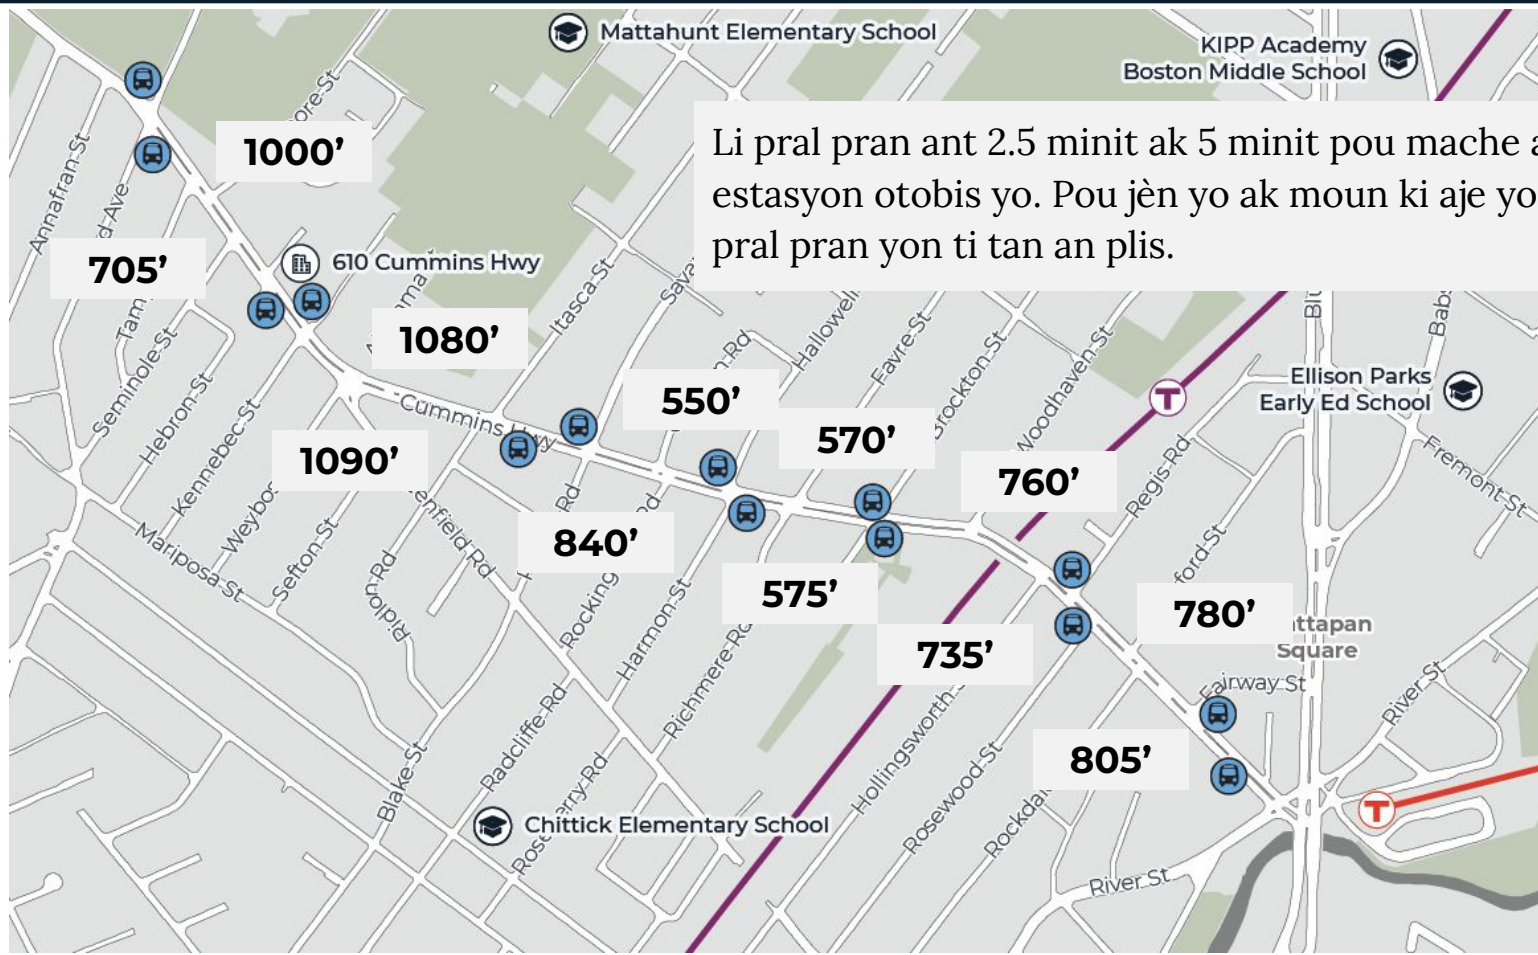 Mattahunt Elementary School
KIPP Academy
Boston Middle School
Li pral pran ant 2.5 minit ak 5 minit pou mache
estasyon otobis yo. Pou jèn yo ak moun ki aje yo
pral pran yon ti tan an plis.
1000’
705’
610 Cummins Hwy
1080’
1090’
550’
570’
840’
575’
760’
735’
780’
805’
Annafran St
Seminole St
Hebron St
Kennebec St
Mariposa St
Sefton St
Ridlon Rd
Cummins Hwy
Itasca St
Favre St
Brockton St
Woodhaven St
Regis Rd
Ellison Parks
Early Ed School
Fremont St
Square
Fairway St
River St
Harmon St
Richmere Rd
Radcliffe Rd
Blake St
Hollingsworth
Rosewood St
Chittick Elementary School
River St
T
T